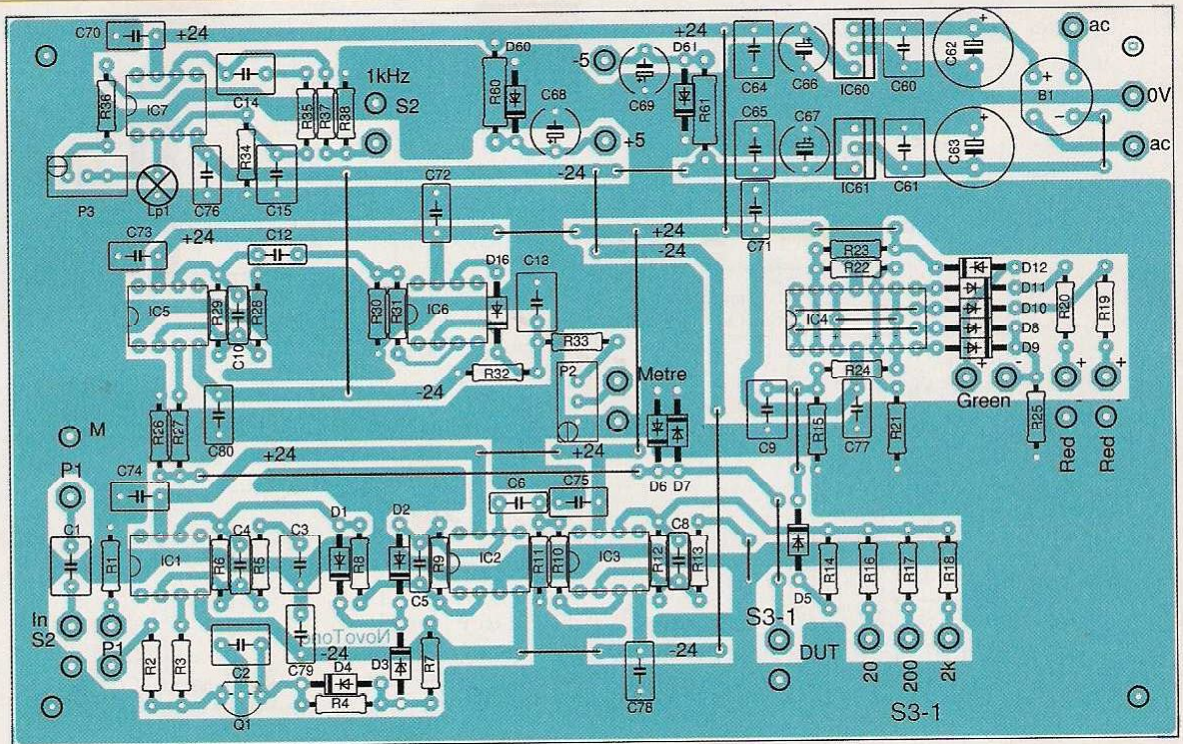 C70
+24
D60
D61
+24
C62
ac
C14
1kHz
S2
-5
C69
C64
C66
IC60
C60
B1
0V
R36
IC7
R35
R37
R38
R60
C68
R61
C65
C67
+5
ac
R34
C63
P3
Lp1
C76
C15
-24
C72
IC61
C61
C71
C73
+24
C12
+24
-24
R23
R22
D12
D11
D10
D8
D9
D16
C13
IC5
R29
C10
R28
R30
R31
IC6
IC4
R20
R19
R33
R32
P2
Metre
R24
-24
Green
R26
R27
C80
C9
R15
C77
R21
R25
Red
Red
M
P1
+24
+24
C74
D6
D7
C6
C75
C1
R1
IC1
R6
C4
R5
C3
D1
R8
D2
C5
R9
IC2
R11
R10
IC3
R12
C8
R13
D5
R14
R16
R17
R18
In
S2
P1
R2
R3
C2
C79
NovoTone
-24
D4
D3
R7
R4
Q1
-24
C78
S3-1
DUT
20
200
2k
S3-1